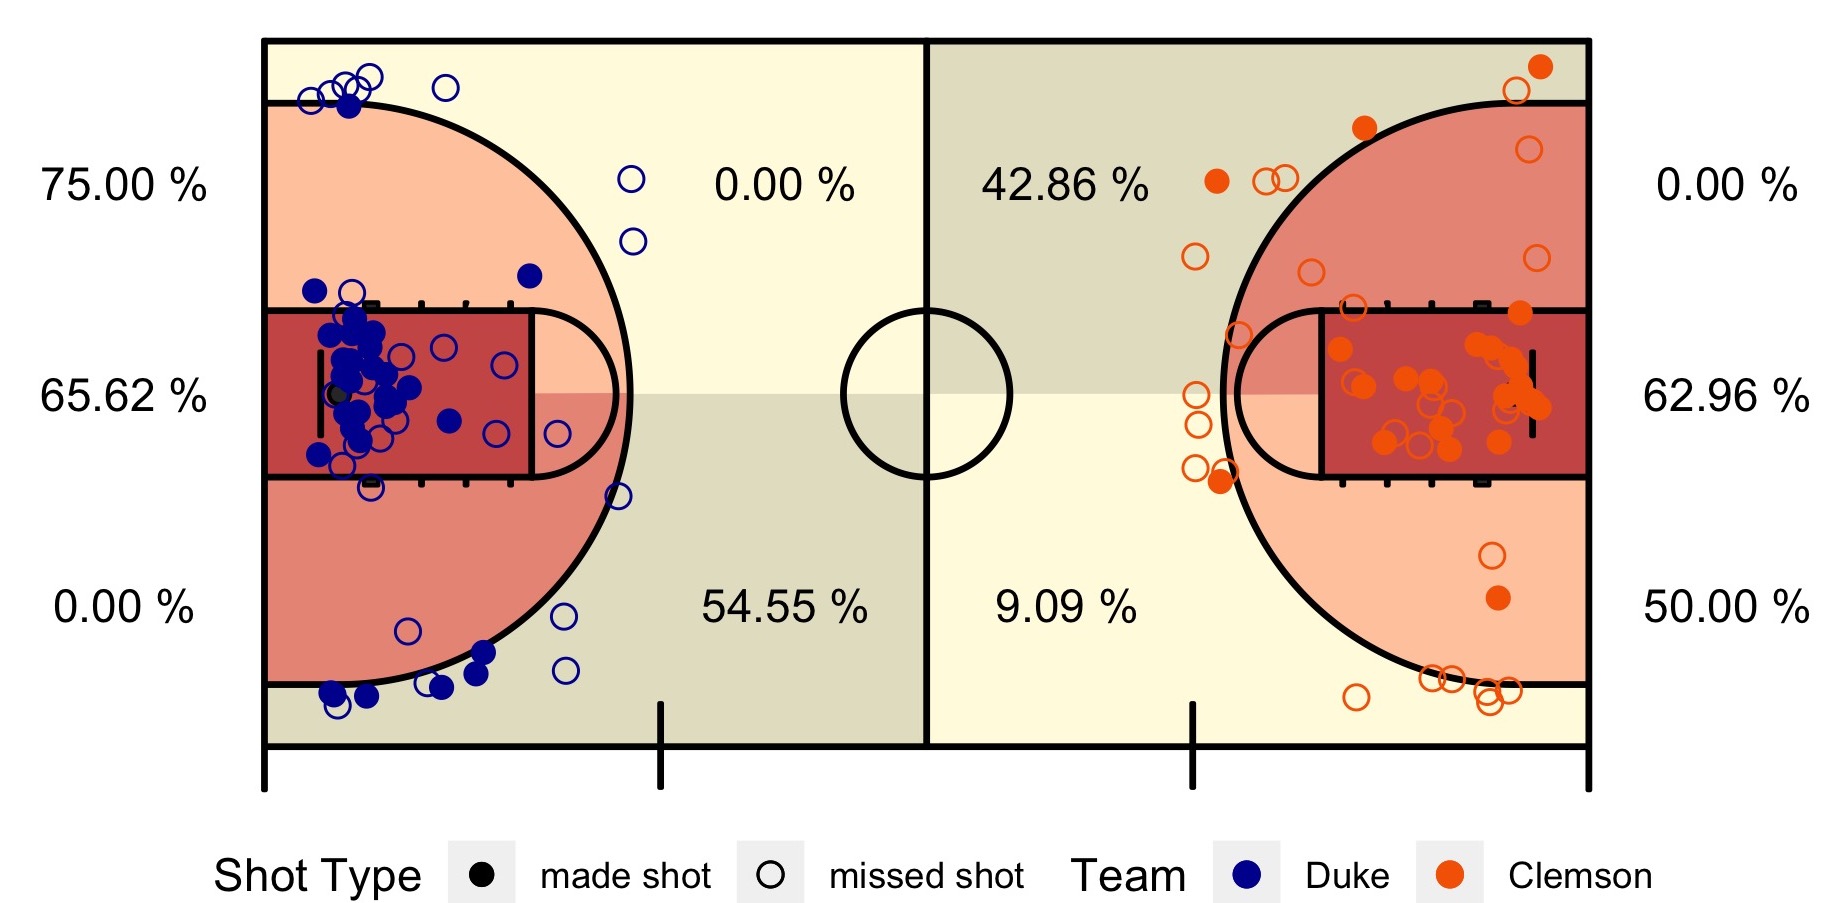 75.00 % 0.00 % 42.86 % 0.00 %
65.62 % 62.96 %
0.00 % 54.55 % 9.09 % 50.00 %
Shot Type made shot missed shot Team Duke Clemson